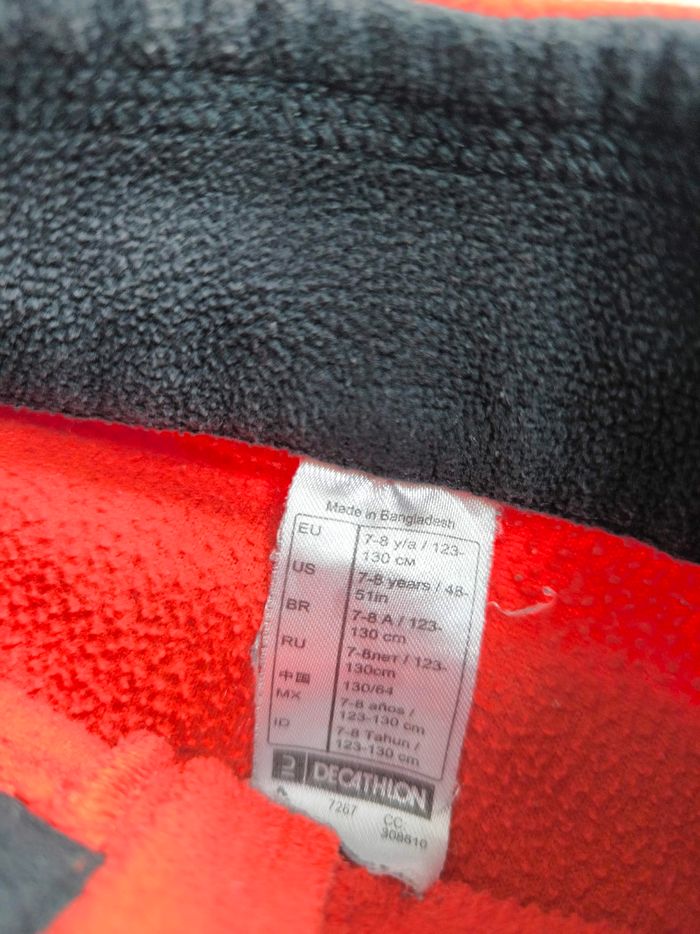 Made in Bangladesh
EU 7-8 y/a / 123-
130 CM
US 7-8 years / 48-
51in
BR 7-8 A / 123-
130 cm
RU 7-8лет / 123-
130cm
中国 130/64
MX 7-8 años /
123-130 cm
ID 7-8 Tahun /
123-130 cm
DECATHLON
7267 CC
308610